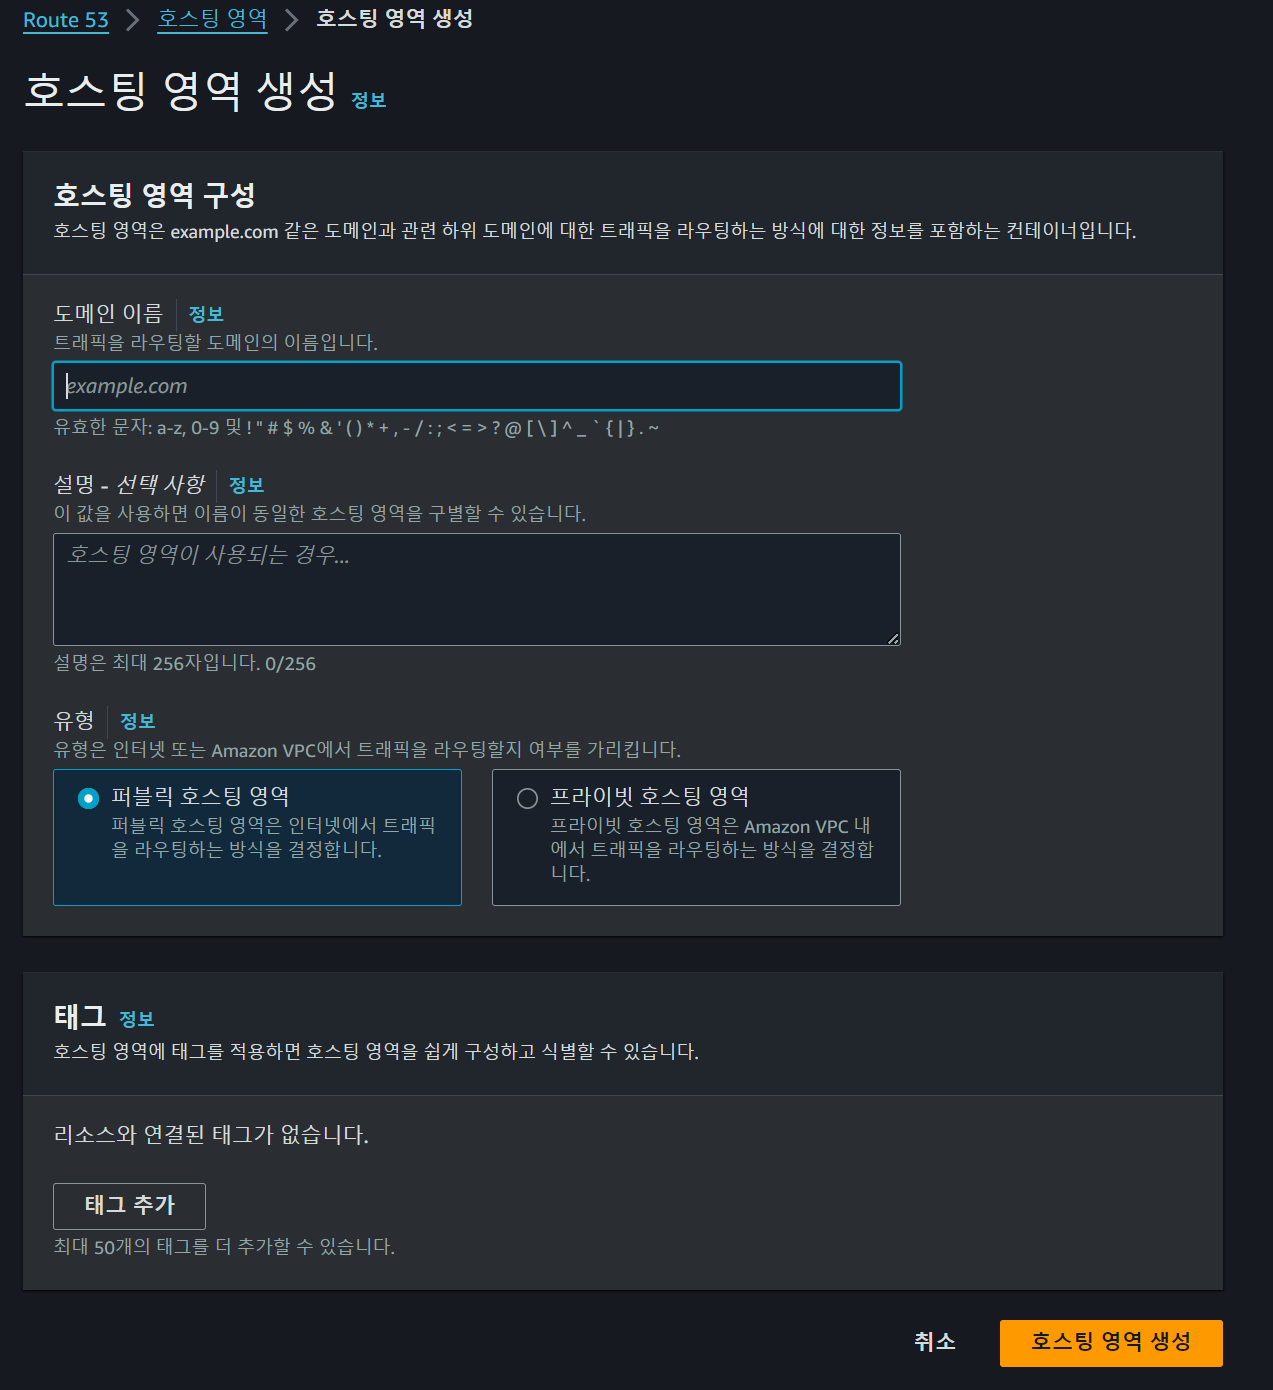 Route 53 > 호스팅 영역 > 호스팅 영역 생성
호스팅 영역 생성 정보
호스팅 영역 구성
호스팅 영역은 example.com 같은 도메인과 관련 하위 도메인에 대한 트래픽을 라우팅하는 방식에 대한 정보를 포함하는 컨테이너입니다.
도메인 이름 정보
트래픽을 라우팅할 도메인의 이름입니다.
example.com
유효한 문자: a-z, 0-9 및 ! " # $ % & ' ( ) * + , - / : ; < = > ? @ [ \ ] ^ _ ` { | } . ~
설명 - 선택 사항 정보
이 값을 사용하면 이름이 동일한 호스팅 영역을 구별할 수 있습니다.
호스팅 영역이 사용되는 경우...
설명은 최대 256자입니다. 0/256
유형 정보
유형은 인터넷 또는 Amazon VPC에서 트래픽을 라우팅할지 여부를 가리킵니다.
퍼블릭 호스팅 영역
퍼블릭 호스팅 영역은 인터넷에서 트래픽
을 라우팅하는 방식을 결정합니다.
프라이빗 호스팅 영역
프라이빗 호스팅 영역은 Amazon VPC 내
에서 트래픽을 라우팅하는 방식을 결정합
니다.
태그 정보
호스팅 영역에 태그를 적용하면 호스팅 영역을 쉽게 구성하고 식별할 수 있습니다.
리소스와 연결된 태그가 없습니다.
태그 추가
최대 50개의 태그를 더 추가할 수 있습니다.
취소
호스팅 영역 생성